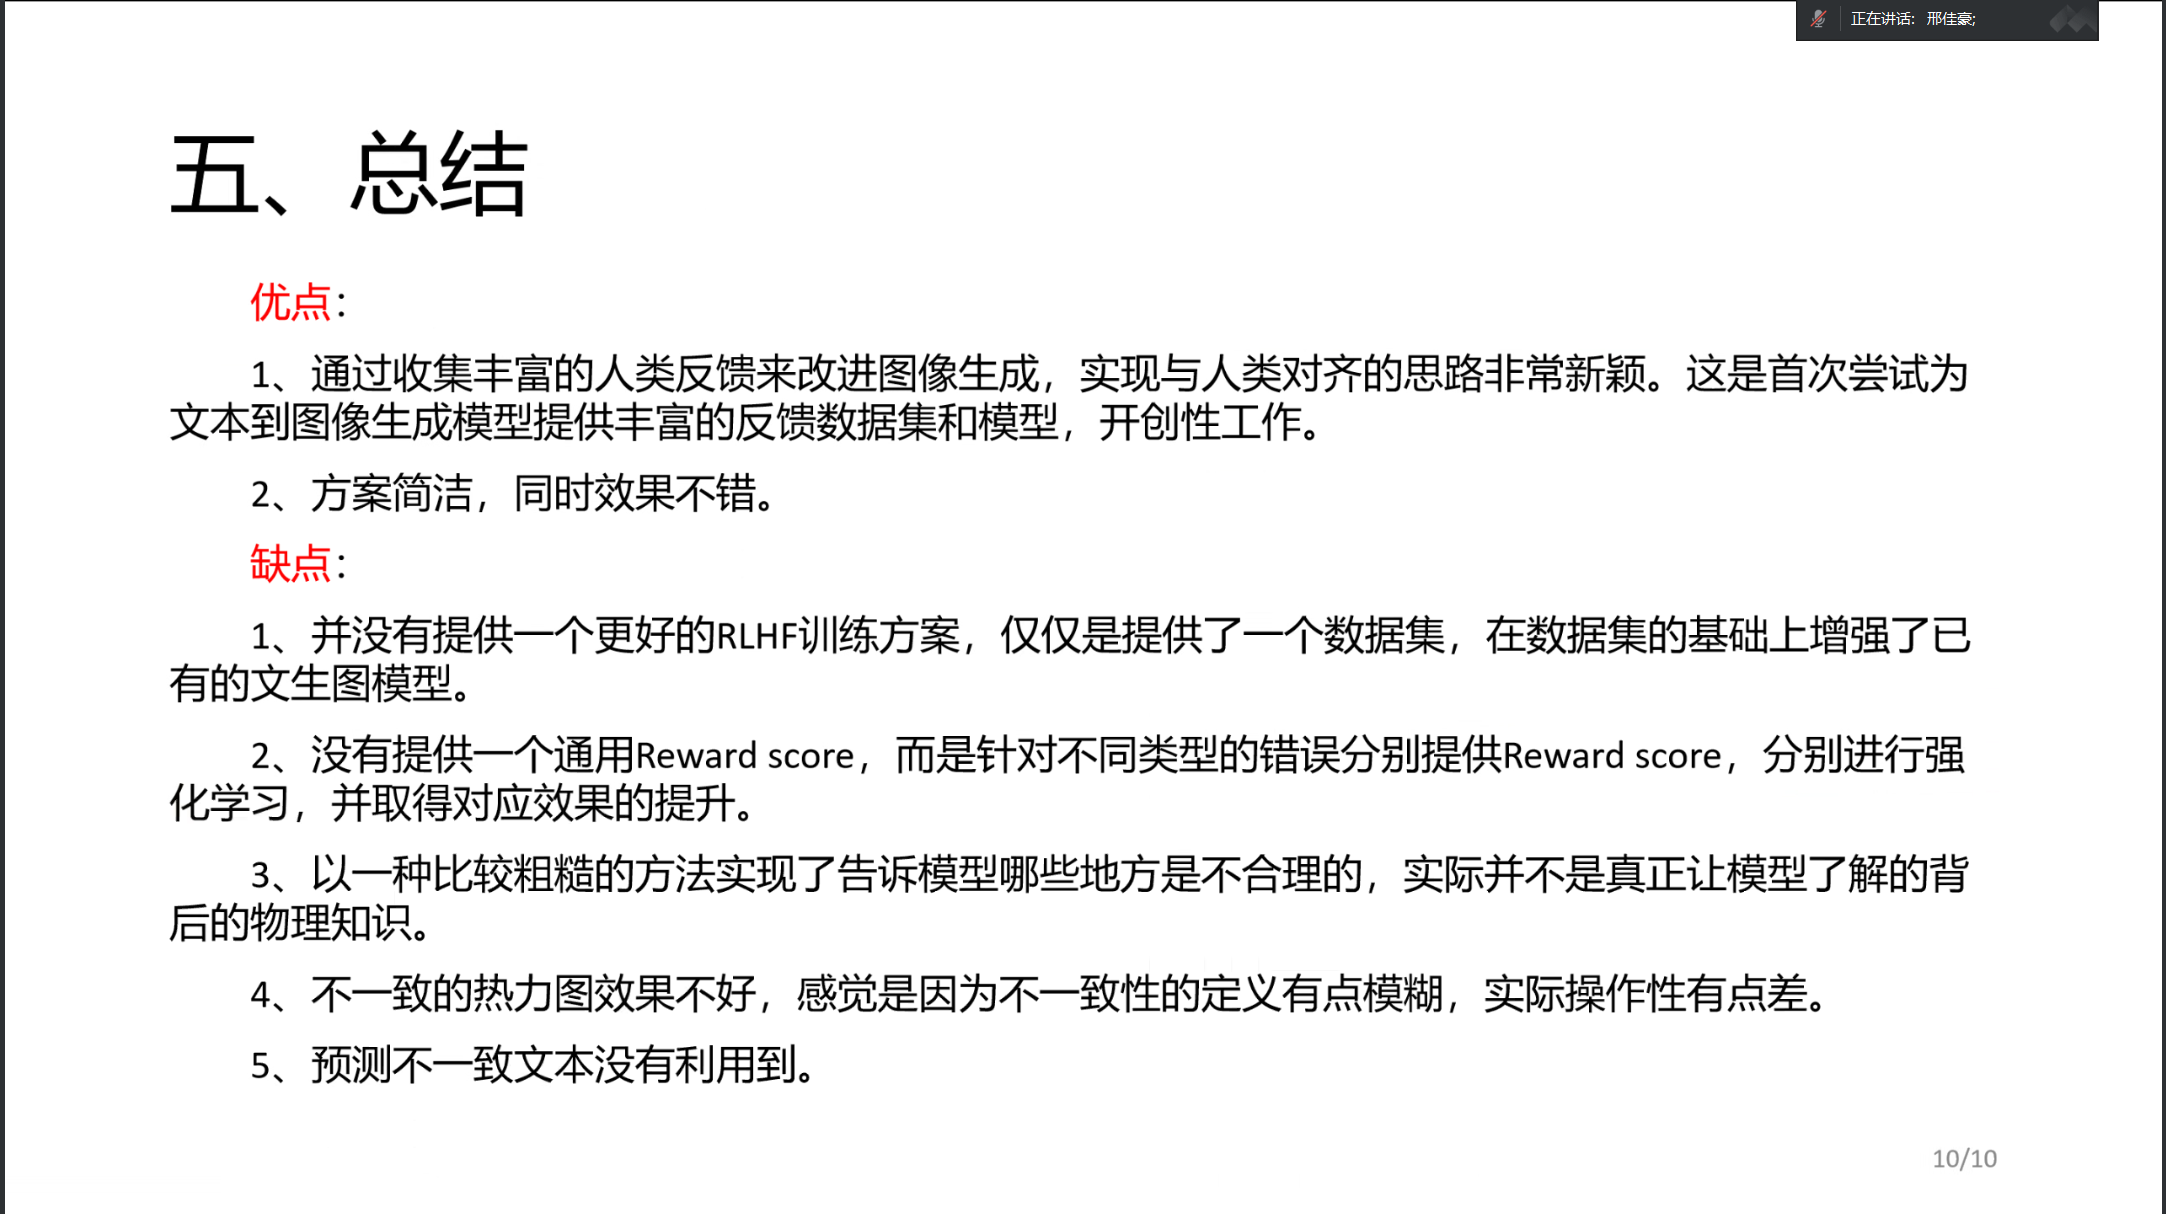 正在讲话: 邢佳豪;
五、总结
优点：
1、通过收集丰富的人类反馈来改进图像生成，实现与人类对齐的思路非常新颖。这是首次尝试为
文本到图像生成模型提供丰富的反馈数据集和模型，开创性工作。
2、方案简洁，同时效果不错。
缺点：
1、并没有提供一个更好的RLHF训练方案，仅仅是提供了一个数据集，在数据集的基础上增强了已
有的文生图模型。
2、没有提供一个通用Reward score，而是针对不同类型的错误分别提供Reward score，分别进行强
化学习，并取得对应效果的提升。
3、以一种比较粗糙的方法实现了告诉模型哪些地方是不合理的，实际并不是真正让模型了解的背
后的物理知识。
4、不一致的热力图效果不好，感觉是因为不一致性的定义有点模糊，实际操作性有点差。
5、预测不一致文本没有利用到。
10/10